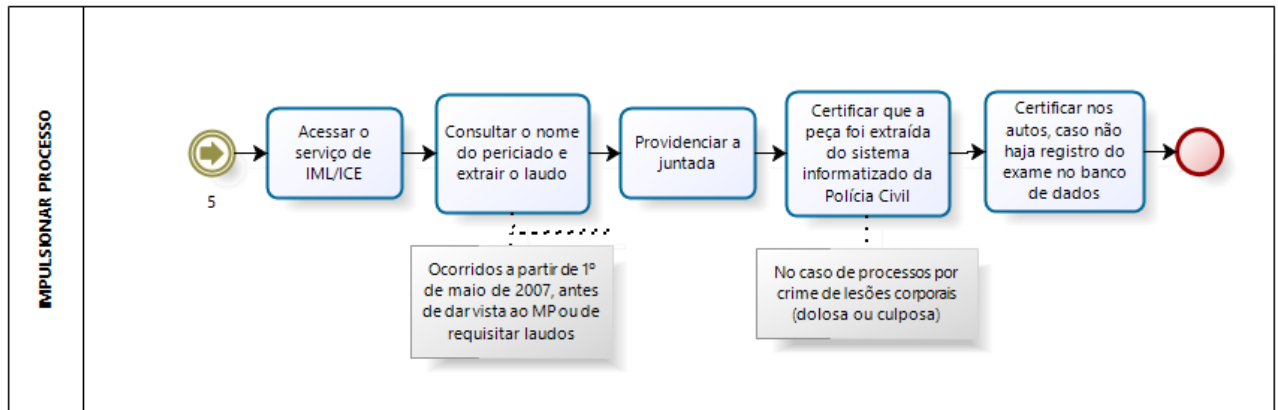 IMPULSIONAR PROCESSO
5
Acessar o
serviço de
IML/ICE
Consultar o nome
do periciado e
extrair o laudo
Providenciar a
juntada
Certificar que a
peça foi extraída
do sistema
informatizado da
Polícia Civil
Certificar nos
autos, caso não
haja registro do
exame no banco
de dados
Ocorridos a partir de 1º
de maio de 2007, antes
de dar vista ao MP ou de
requisitar laudos
No caso de processos por
crime de lesões corporais
(dolosa ou culposa)